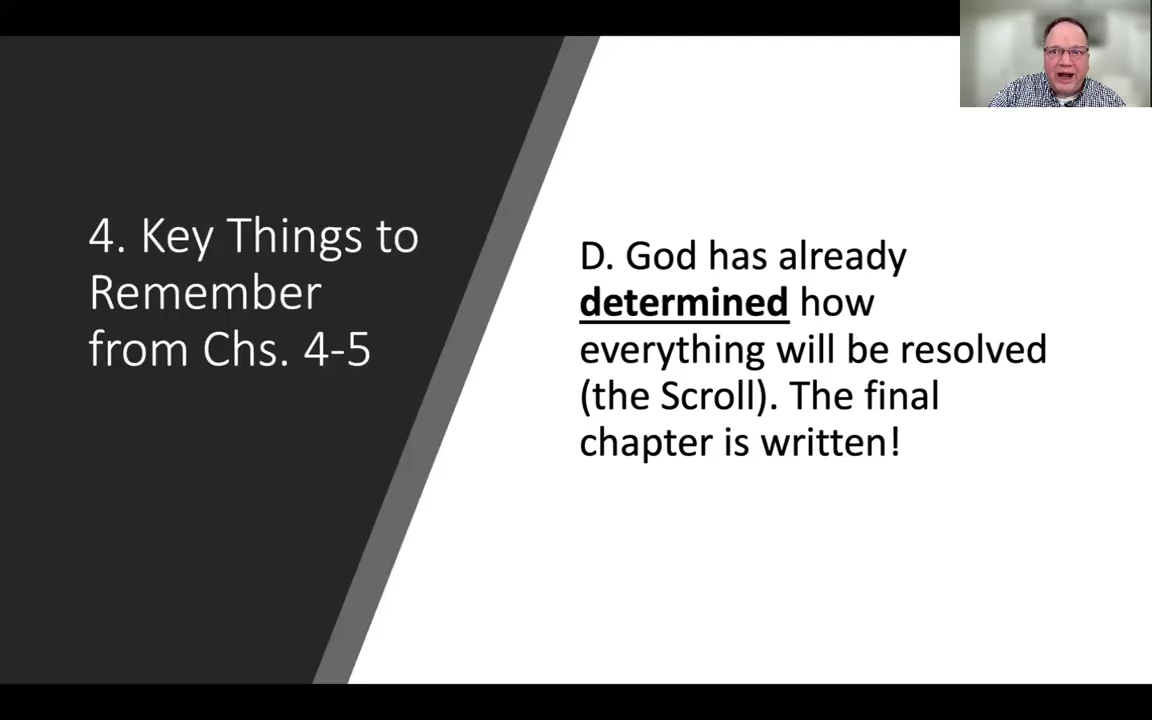 4. Key Things to
Remember
from Chs. 4-5
D. God has already
determined how
everything will be resolved
(the Scroll). The final
chapter is written!